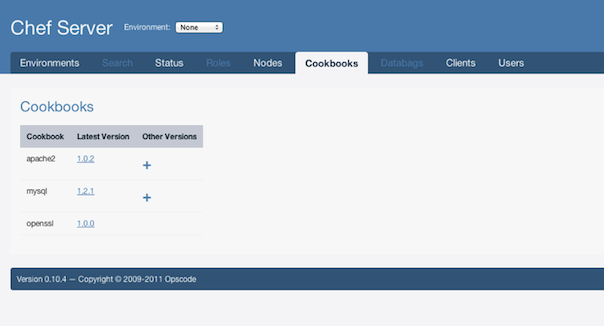 Chef Server Environment: None
Environments Search Status Roles Nodes Cookbooks Databags Clients Users
Cookbooks
Cookbook Latest Version Other Versions
apache2 1.0.2 +
mysql 1.2.1 +
openssl 1.0.0
Version 0.10.4 — Copyright © 2009-2011 Opscode